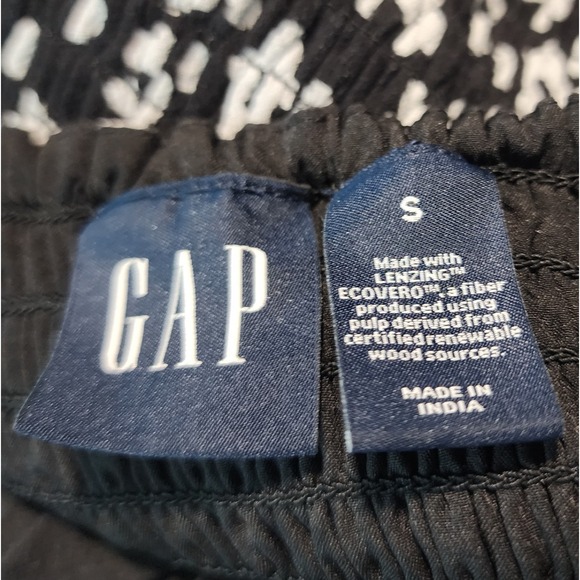 GAP
S
Made with
LENZING™
ECOVERO™, a fiber
produced using
pulp derived from
certified renewable
wood sources.
MADE IN
INDIA